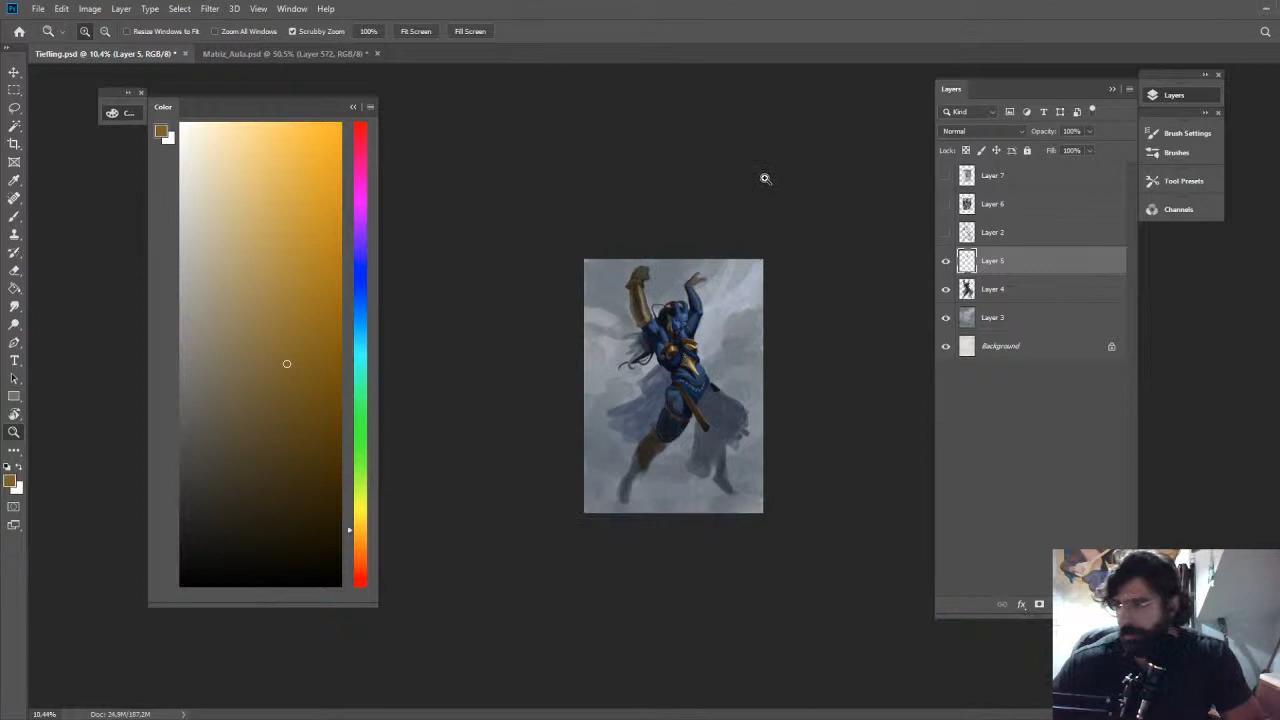 Ps File Edit Image Layer Type Select Filter 3D View Window Help
Resize Windows to Fit Zoom All Windows Scrubby Zoom 100% Fit Screen Fill Screen
Tiefling.psd @ 10.4% (Layer 5, RGB/8) * × Matriz_Aula.psd @ 50.5% (Layer 572, RGB/8) * ×
C...
Color
Layers
Kind
Normal Opacity: 100%
Lock: Fill: 100%
Layer 7
Layer 6
Layer 2
Layer 5
Layer 4
Layer 3
Background
fx
Layers
Brush Settings
Brushes
Tool Presets
Channels
10.44% Doc: 24,9M/187,2M